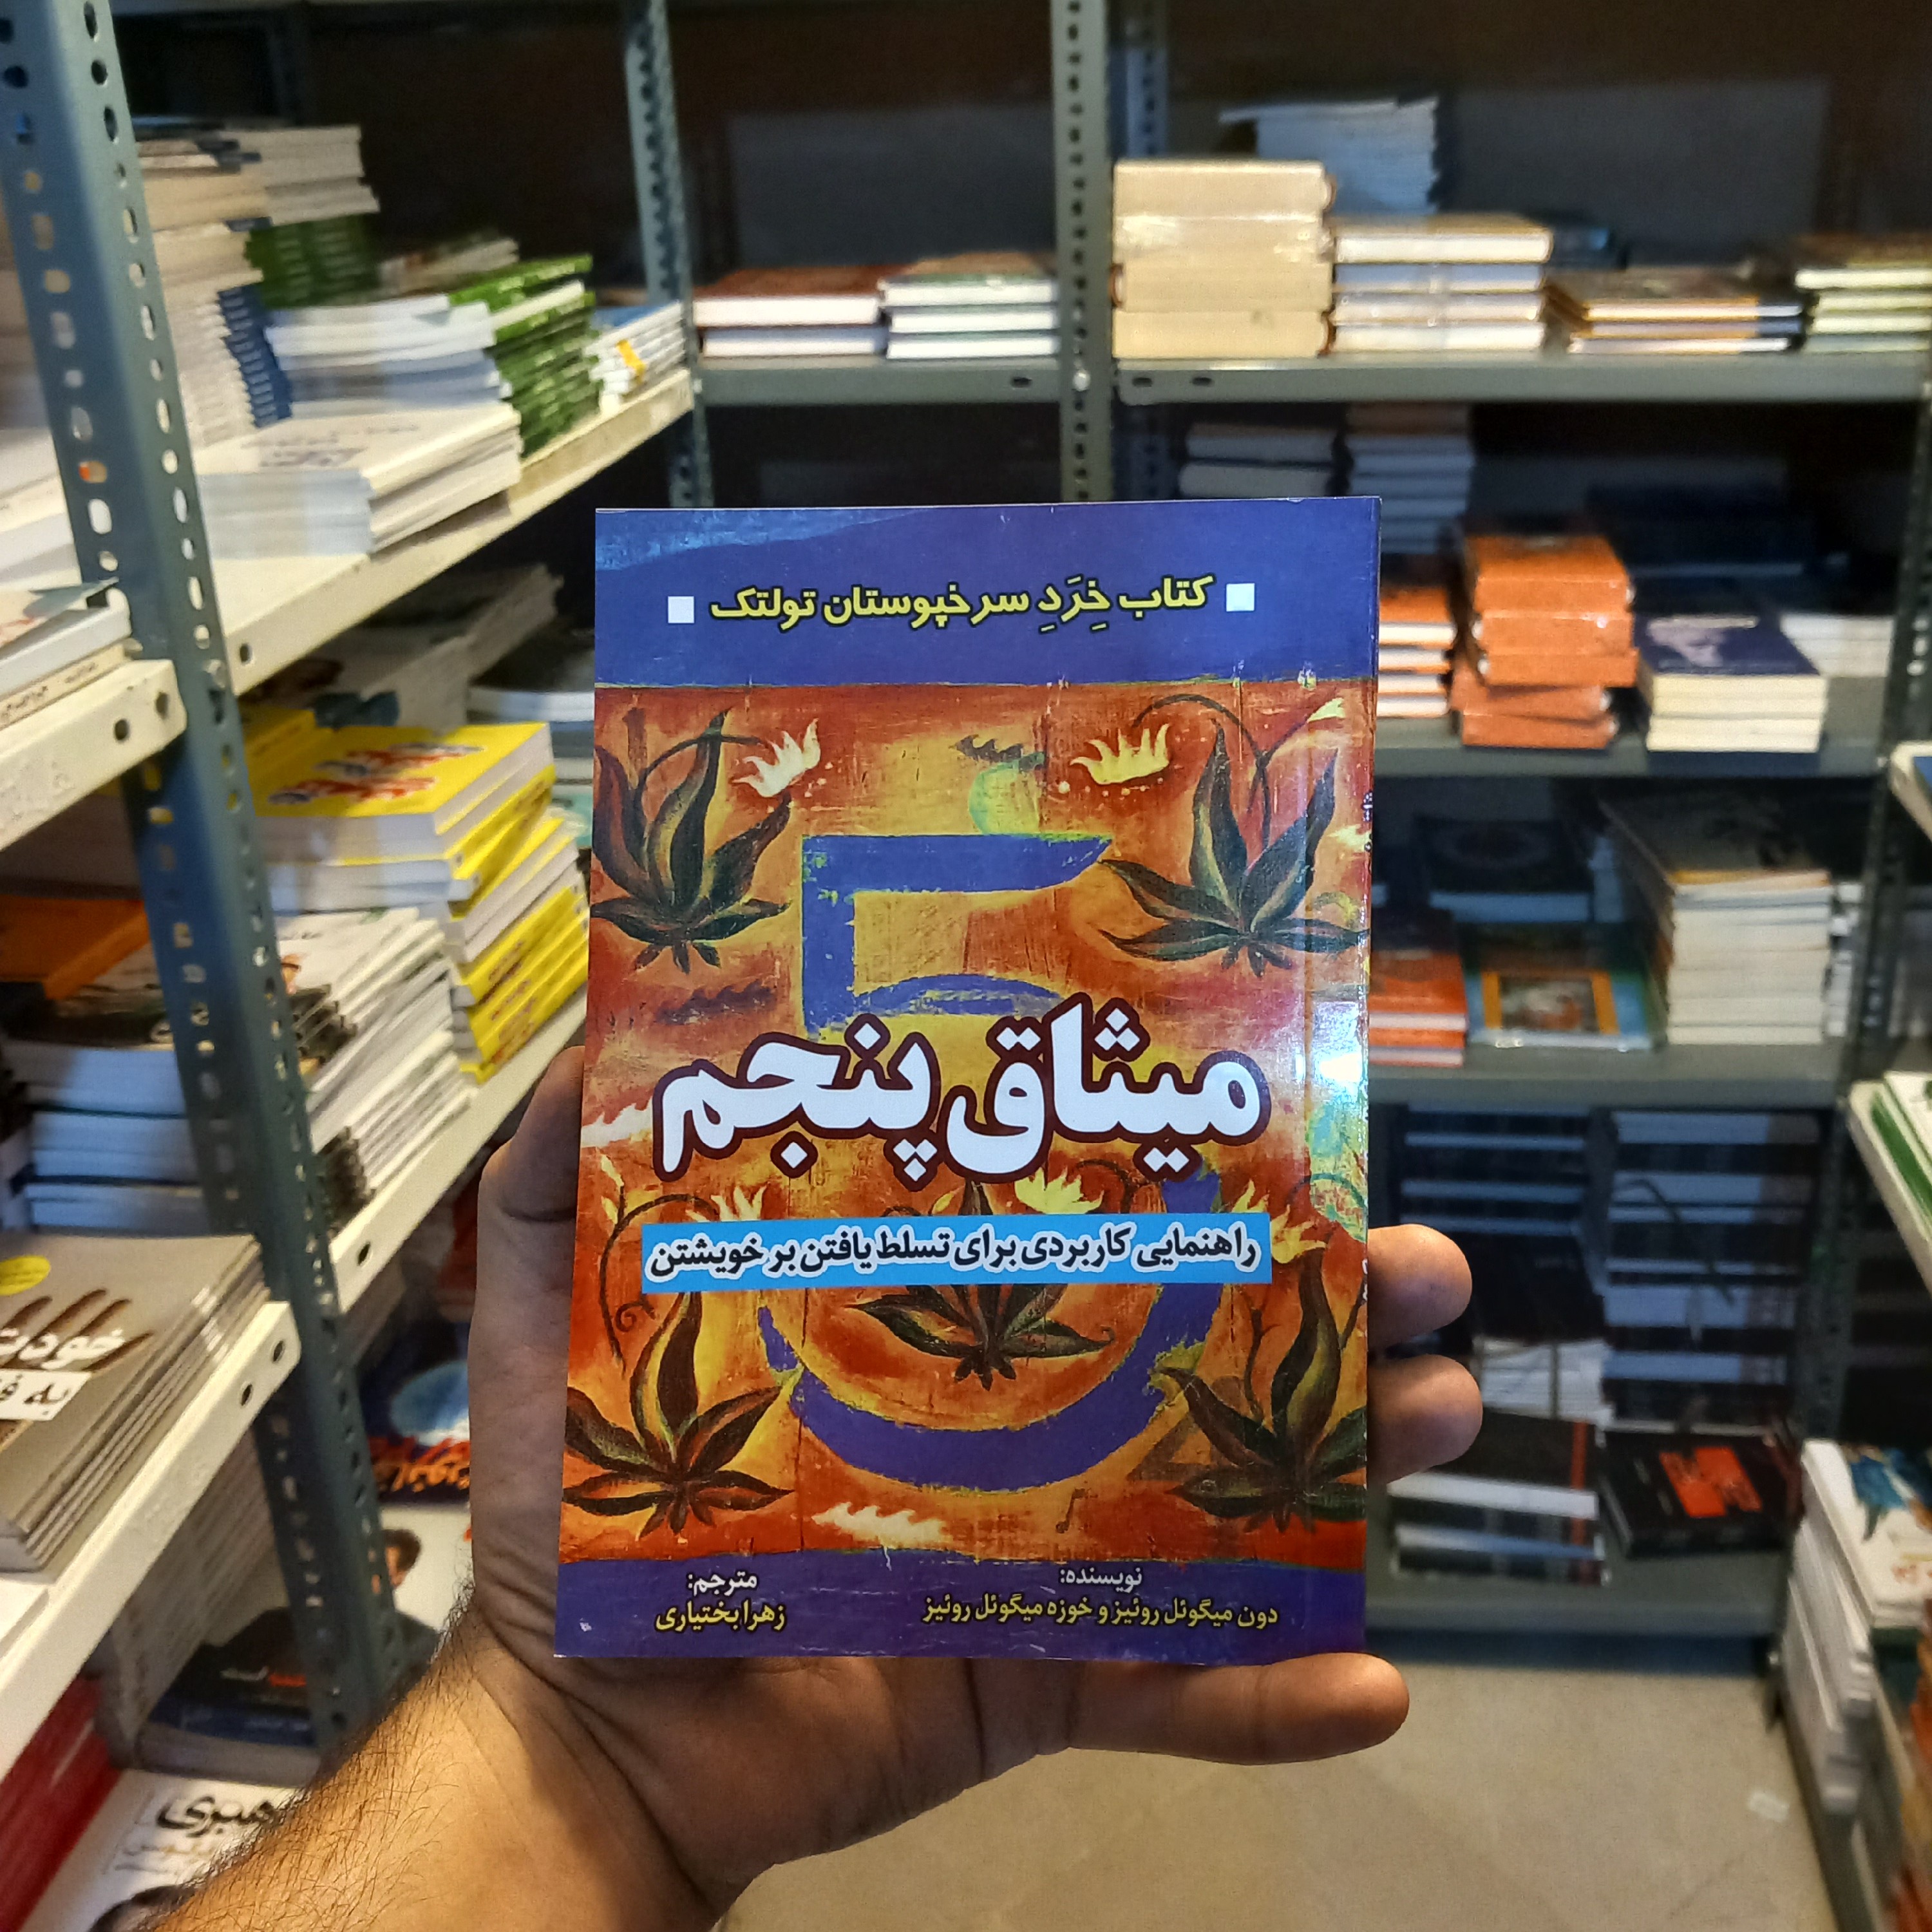 کتاب خِرَدِ سرخپوستان تولتک
5
میثاق پنجم
راهنمایی کاربردی برای تسلط یافتن بر خویشتن
نویسنده:
دون میگوئل روئیز و خوزه میگوئل روئیز
مترجم:
زهرا بختیاری